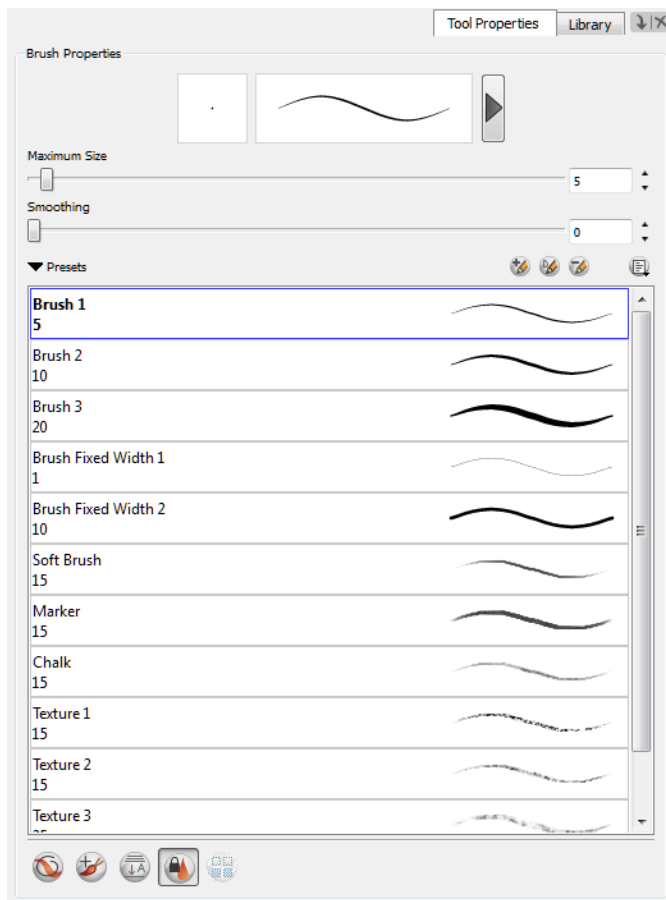 Tool Properties
Library
Brush Properties
Maximum Size
5
Smoothing
0
Presets
Brush 1
5
Brush 2
10
Brush 3
20
Brush Fixed Width 1
1
Brush Fixed Width 2
10
Soft Brush
15
Marker
15
Chalk
15
Texture 1
15
Texture 2
15
Texture 3